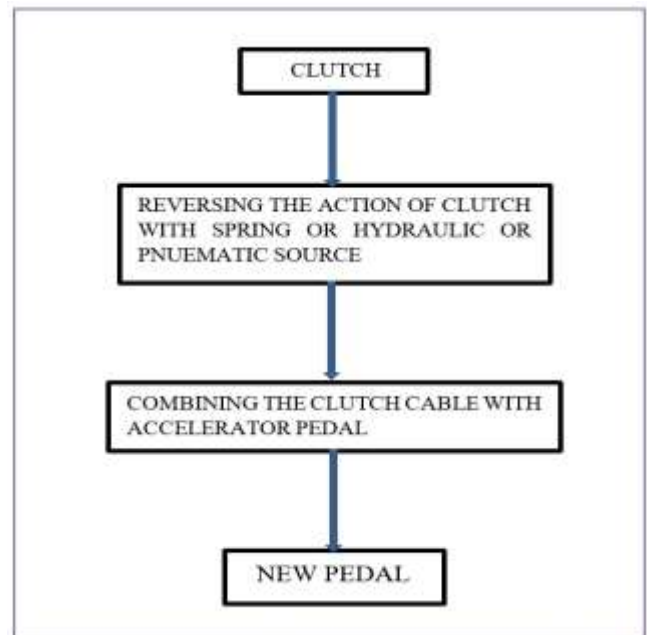 CLUTCH
REVERSING THE ACTION OF CLUTCH
WITH SPRING OR HYDRAULIC OR
PNUEMATIC SOURCE
COMBINING THE CLUTCH CABLE WITH
ACCELERATOR PEDAL
NEW PEDAL